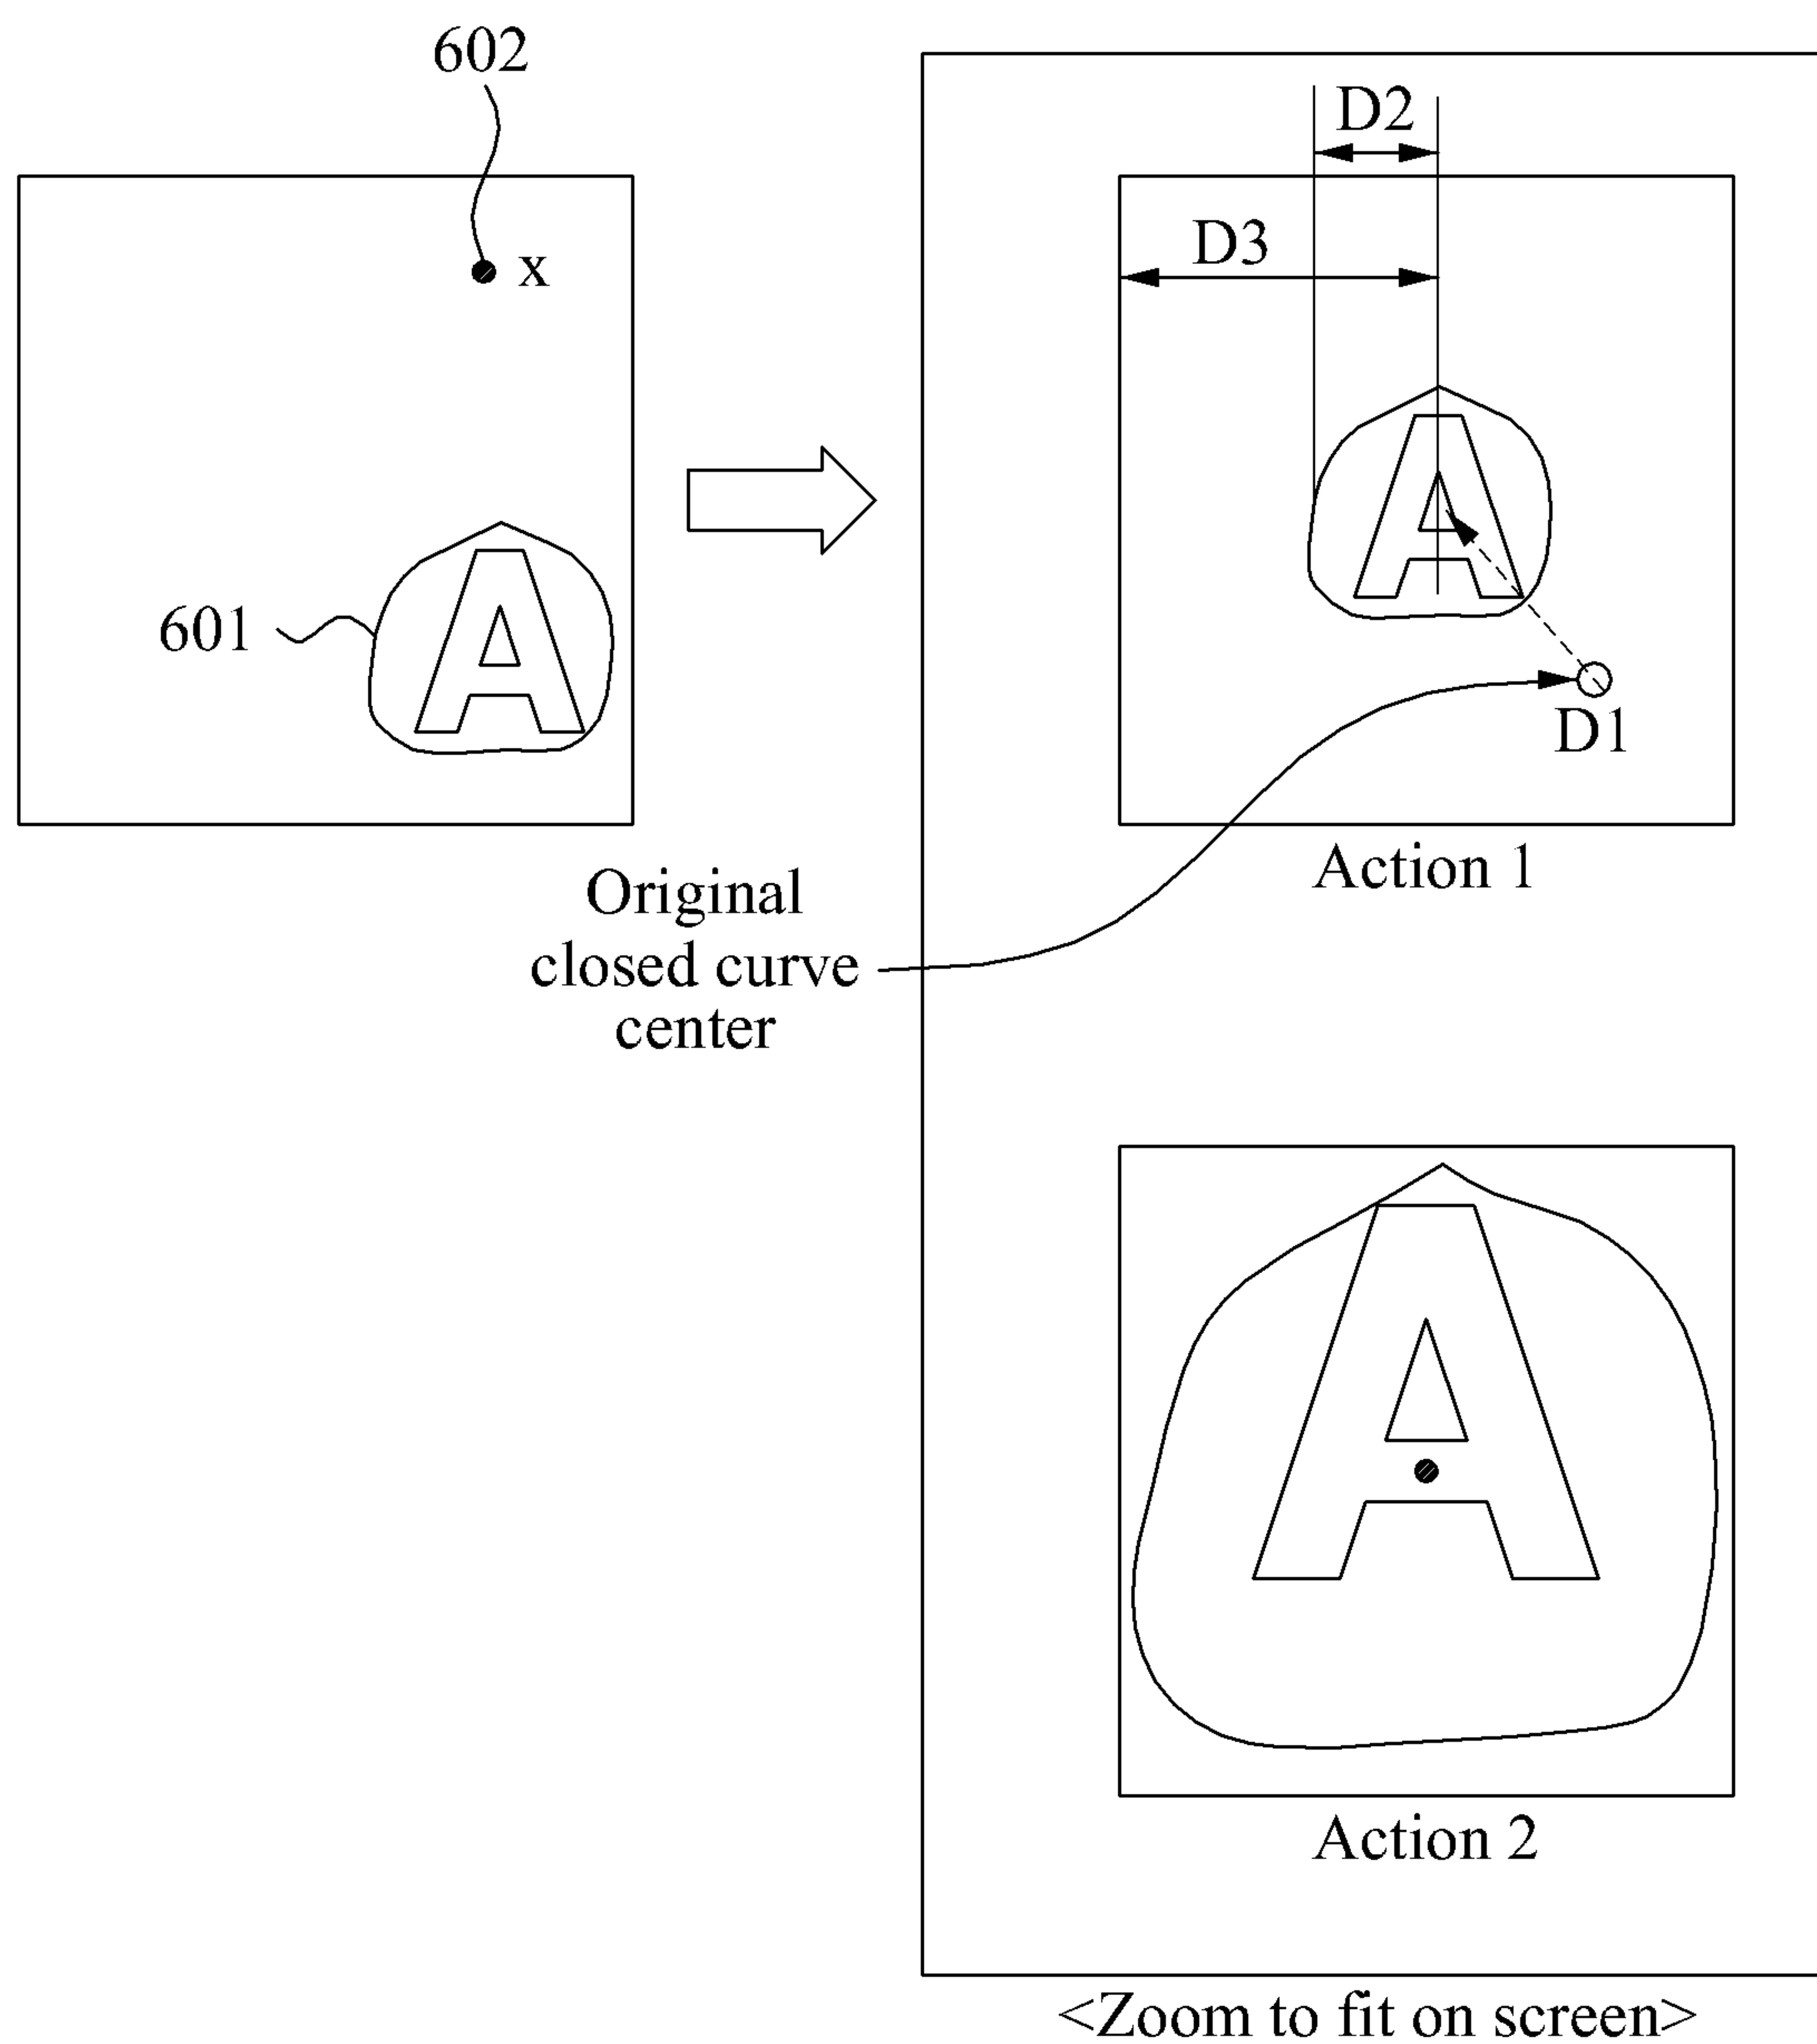 602
x
601
A
D2
D3
A
D1
Action 1
Original
closed curve
center
A
Action 2
<Zoom to fit on screen>